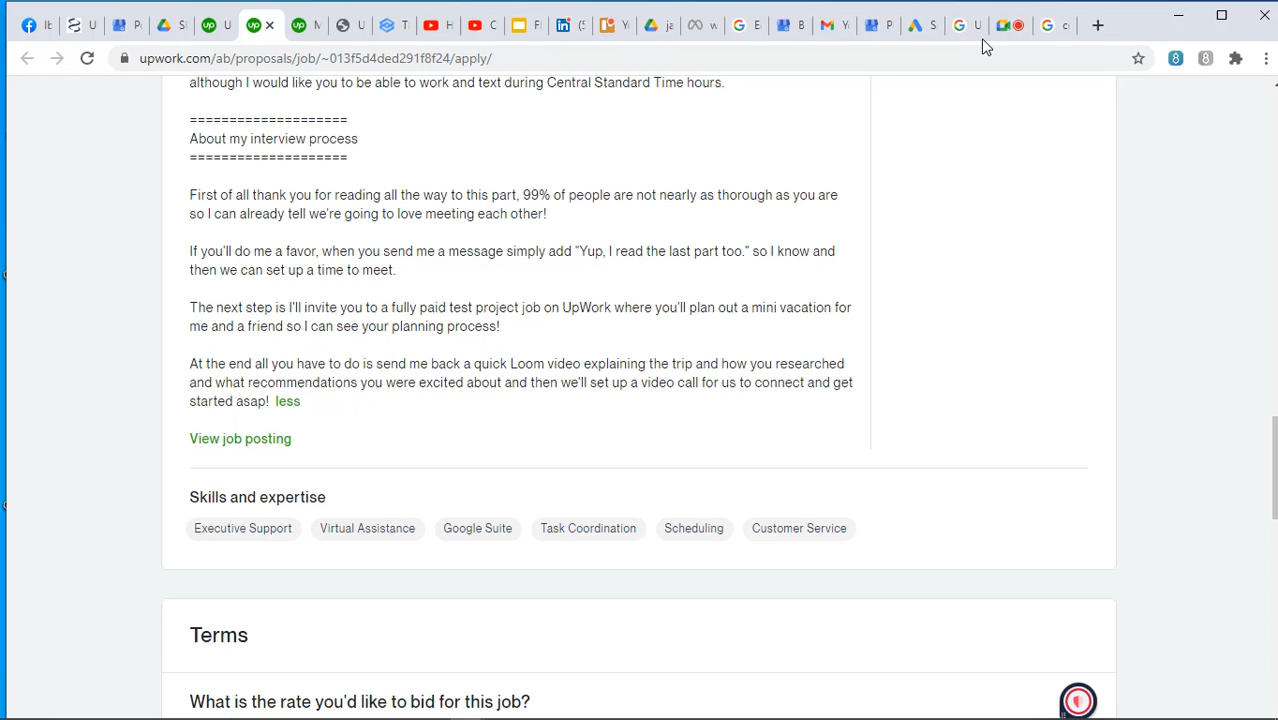 U
P
Sl
U
M
U
T
H
C
Fi
(5
Y
ja
w
E
B
Y
P
S
U
c
upwork.com/ab/proposals/job/~013f5d4ded291f8f24/apply/
although I would like you to be able to work and text during Central Standard Time hours.
====================
About my interview process
====================
First of all thank you for reading all the way to this part, 99% of people are not nearly as thorough as you are
so I can already tell we're going to love meeting each other!
If you'll do me a favor, when you send me a message simply add "Yup, I read the last part too." so I know and
then we can set up a time to meet.
The next step is I'll invite you to a fully paid test project job on UpWork where you'll plan out a mini vacation for
me and a friend so I can see your planning process!
At the end all you have to do is send me back a quick Loom video explaining the trip and how you researched
and what recommendations you were excited about and then we'll set up a video call for us to connect and get
started asap! less
View job posting
Skills and expertise
Executive Support Virtual Assistance Google Suite Task Coordination Scheduling Customer Service
Terms
What is the rate you'd like to bid for this job?